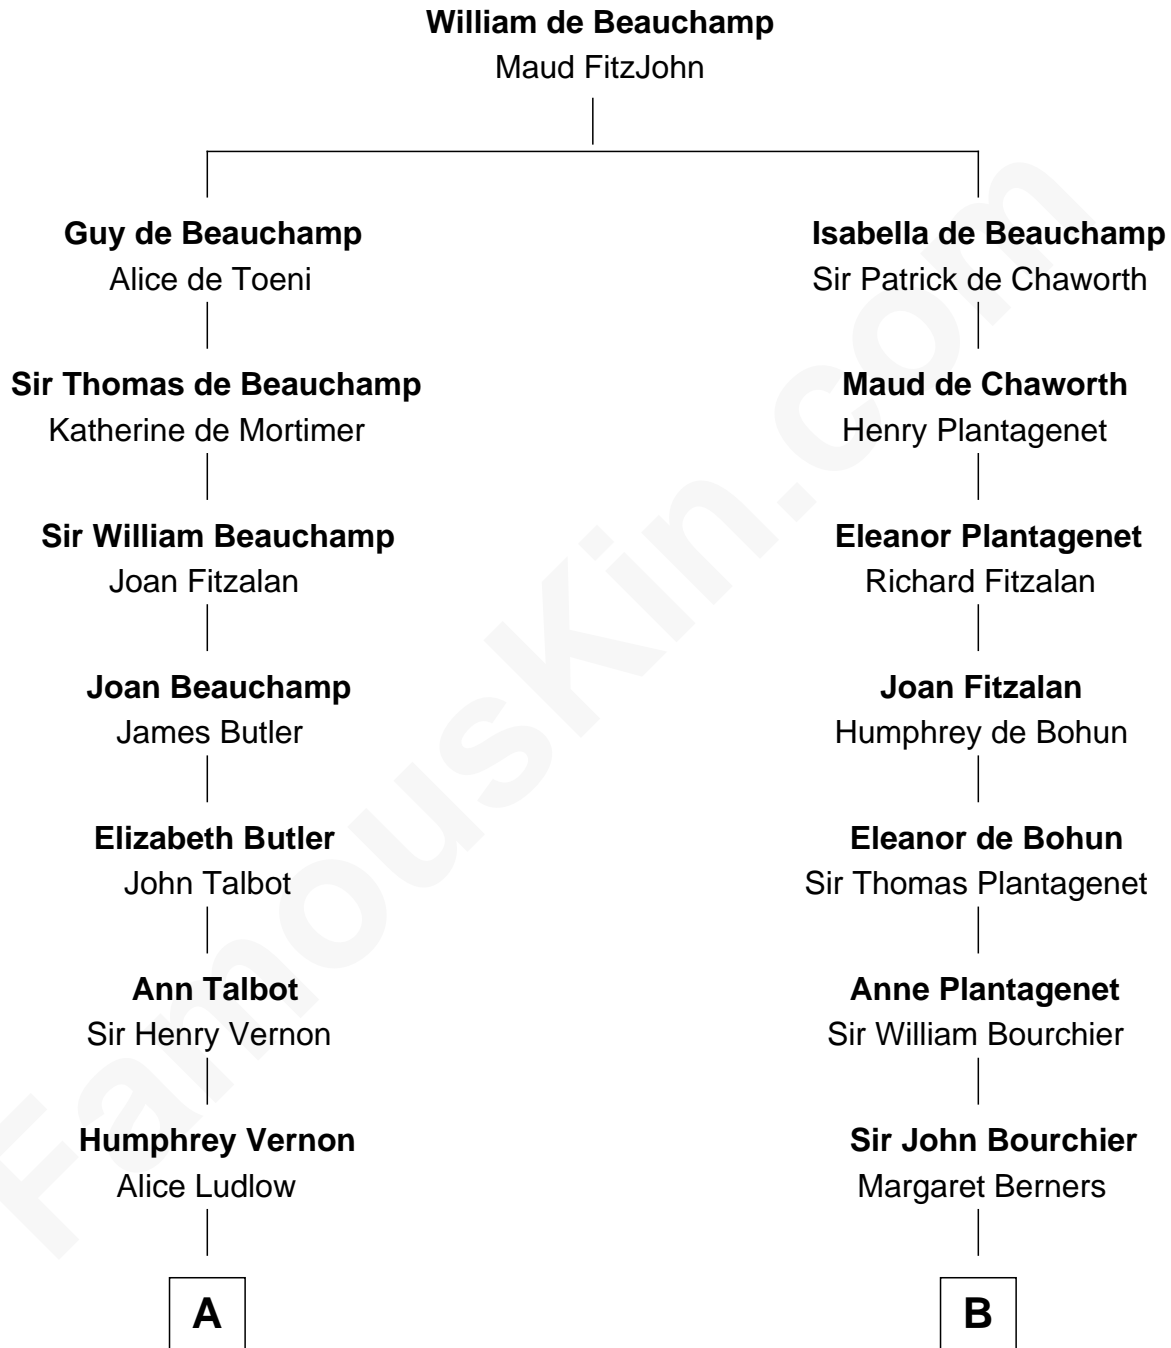 William de Beauchamp
Maud FitzJohn
Guy de Beauchamp
Alice de Toeni
Isabella de Beauchamp
Sir Patrick de Chaworth
Sir Thomas de Beauchamp
Katherine de Mortimer
Maud de Chaworth
Henry Plantagenet
Sir William Beauchamp
Joan Fitzalan
Eleanor Plantagenet
Richard Fitzalan
Joan Beauchamp
James Butler
Joan Fitzalan
Humphrey de Bohun
Elizabeth Butler
John Talbot
Eleanor de Bohun
Sir Thomas Plantagenet
Ann Talbot
Sir Henry Vernon
Anne Plantagenet
Sir William Bourchier
Humphrey Vernon
Alice Ludlow
Sir John Bourchier
Margaret Berners
A
B
FamousKin.com